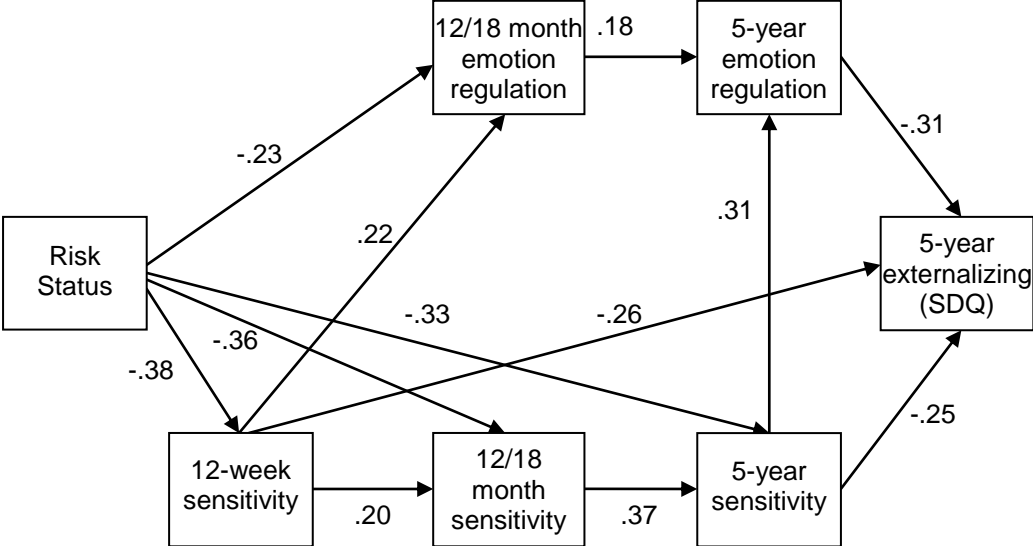 12/18 month
emotion
regulation
.18
5-year
emotion
regulation
-.31
-.23
.22
.31
Risk
Status
5-year
externalizing
(SDQ)
-.33
-.26
-.36
-.38
-.25
12-week
sensitivity
.20
12/18
month
sensitivity
.37
5-year
sensitivity